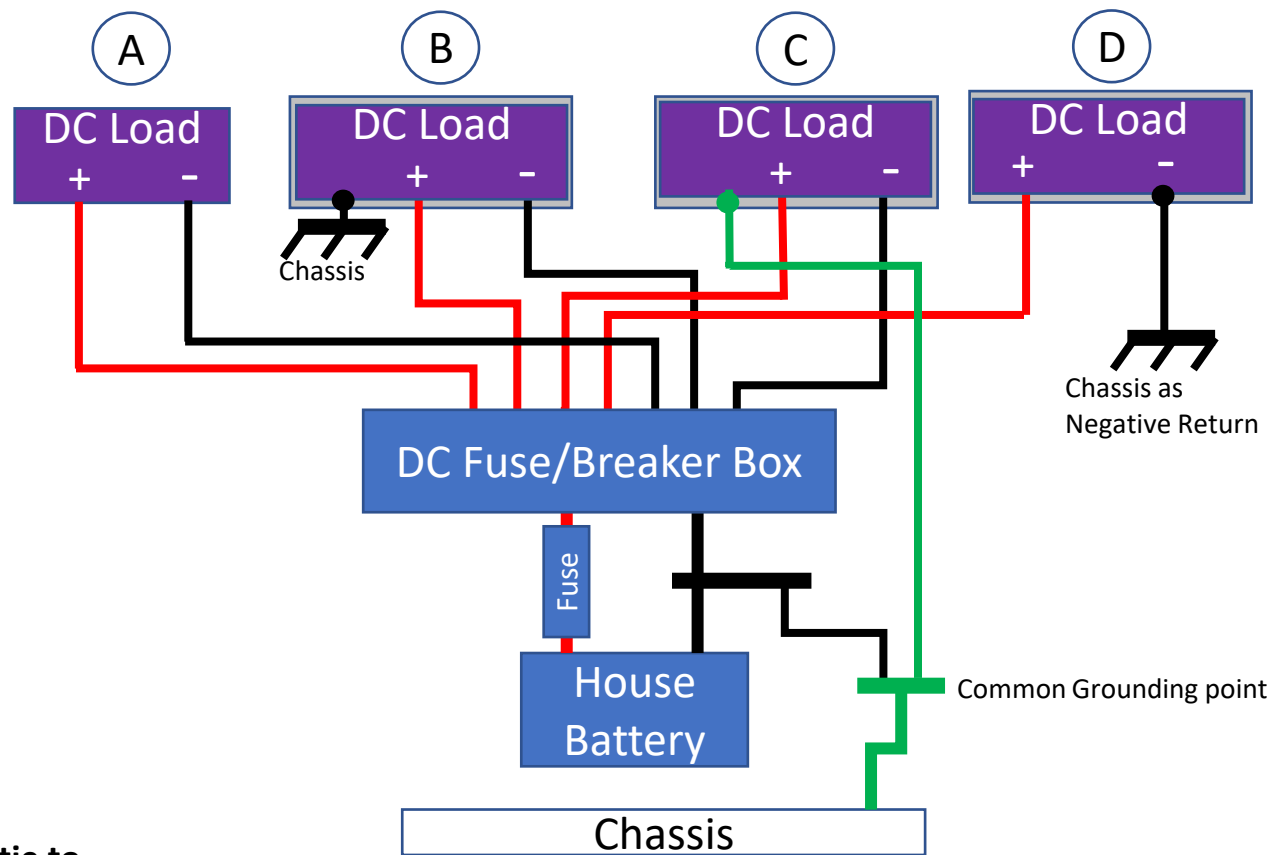 A
B
C
D
DC Load
+ -
DC Load
+ -
DC Load
+ -
DC Load
+ -
Chassis
Chassis as
Negative Return
DC Fuse/Breaker Box
Fuse
House
Battery
Common Grounding point
Chassis